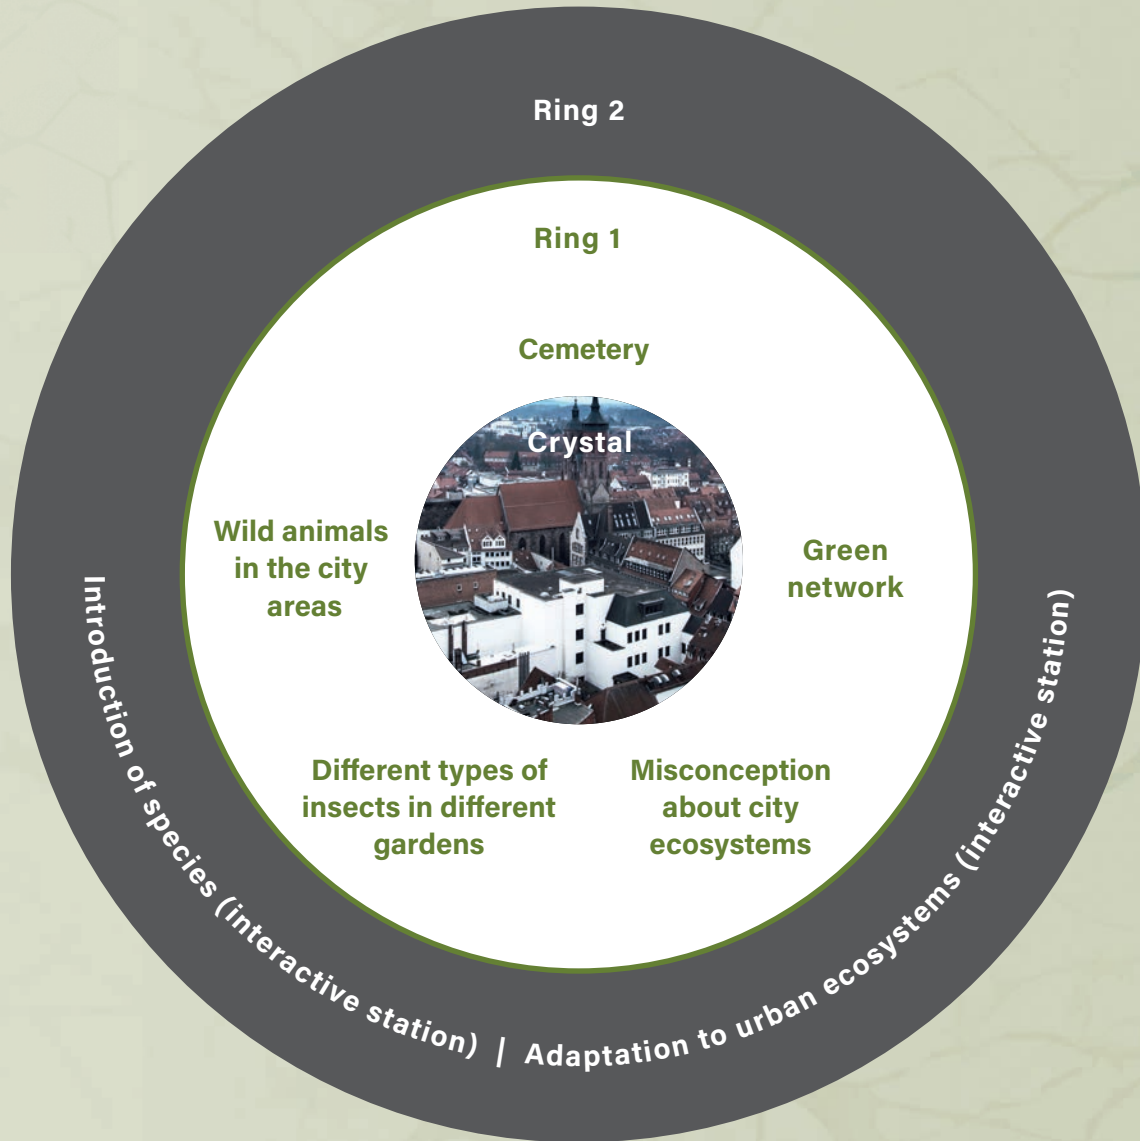 Ring 2
Ring 1
Cemetery
Crystal
Wild animals
in the city
areas
Green
network
Different types of
insects in different
gardens
Misconception
about city
ecosystems
Introduction of species (interactive station) | Adaptation to urban ecosystems (interactive station)